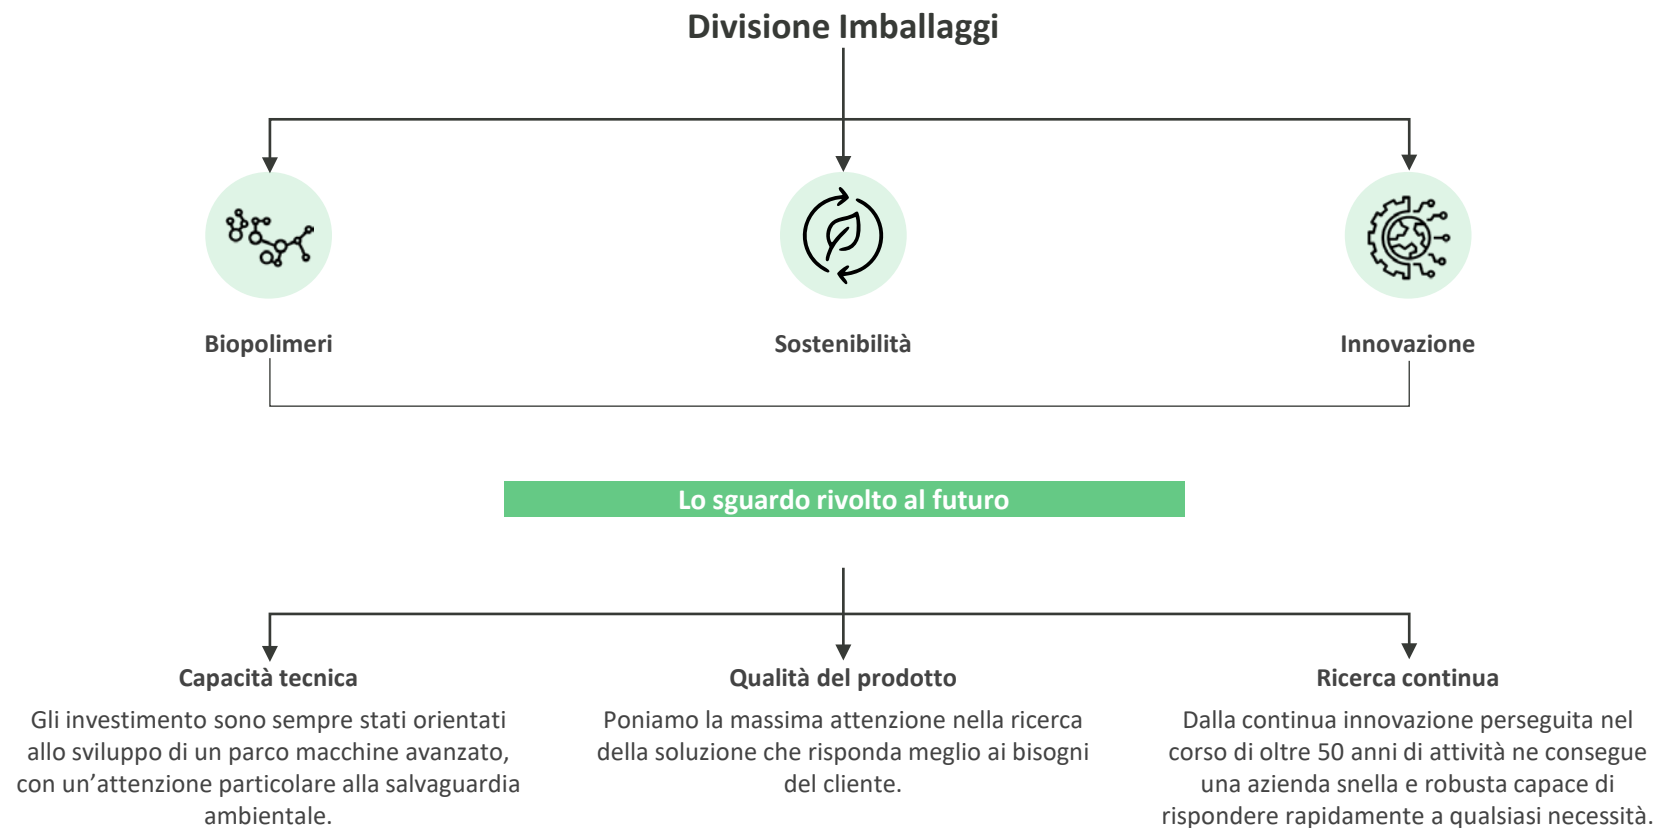 Divisione Imballaggi
Biopolimeri
Sostenibilità
Innovazione
Lo sguardo rivolto al futuro
Capacità tecnica
Gli investimento sono sempre stati orientati
allo sviluppo di un parco macchine avanzato,
con un’attenzione particolare alla salvaguardia
ambientale.
Qualità del prodotto
Poniamo la massima attenzione nella ricerca
della soluzione che risponda meglio ai bisogni
del cliente.
Ricerca continua
Dalla continua innovazione perseguita nel
corso di oltre 50 anni di attività ne consegue
una azienda snella e robusta capace di
rispondere rapidamente a qualsiasi necessità.